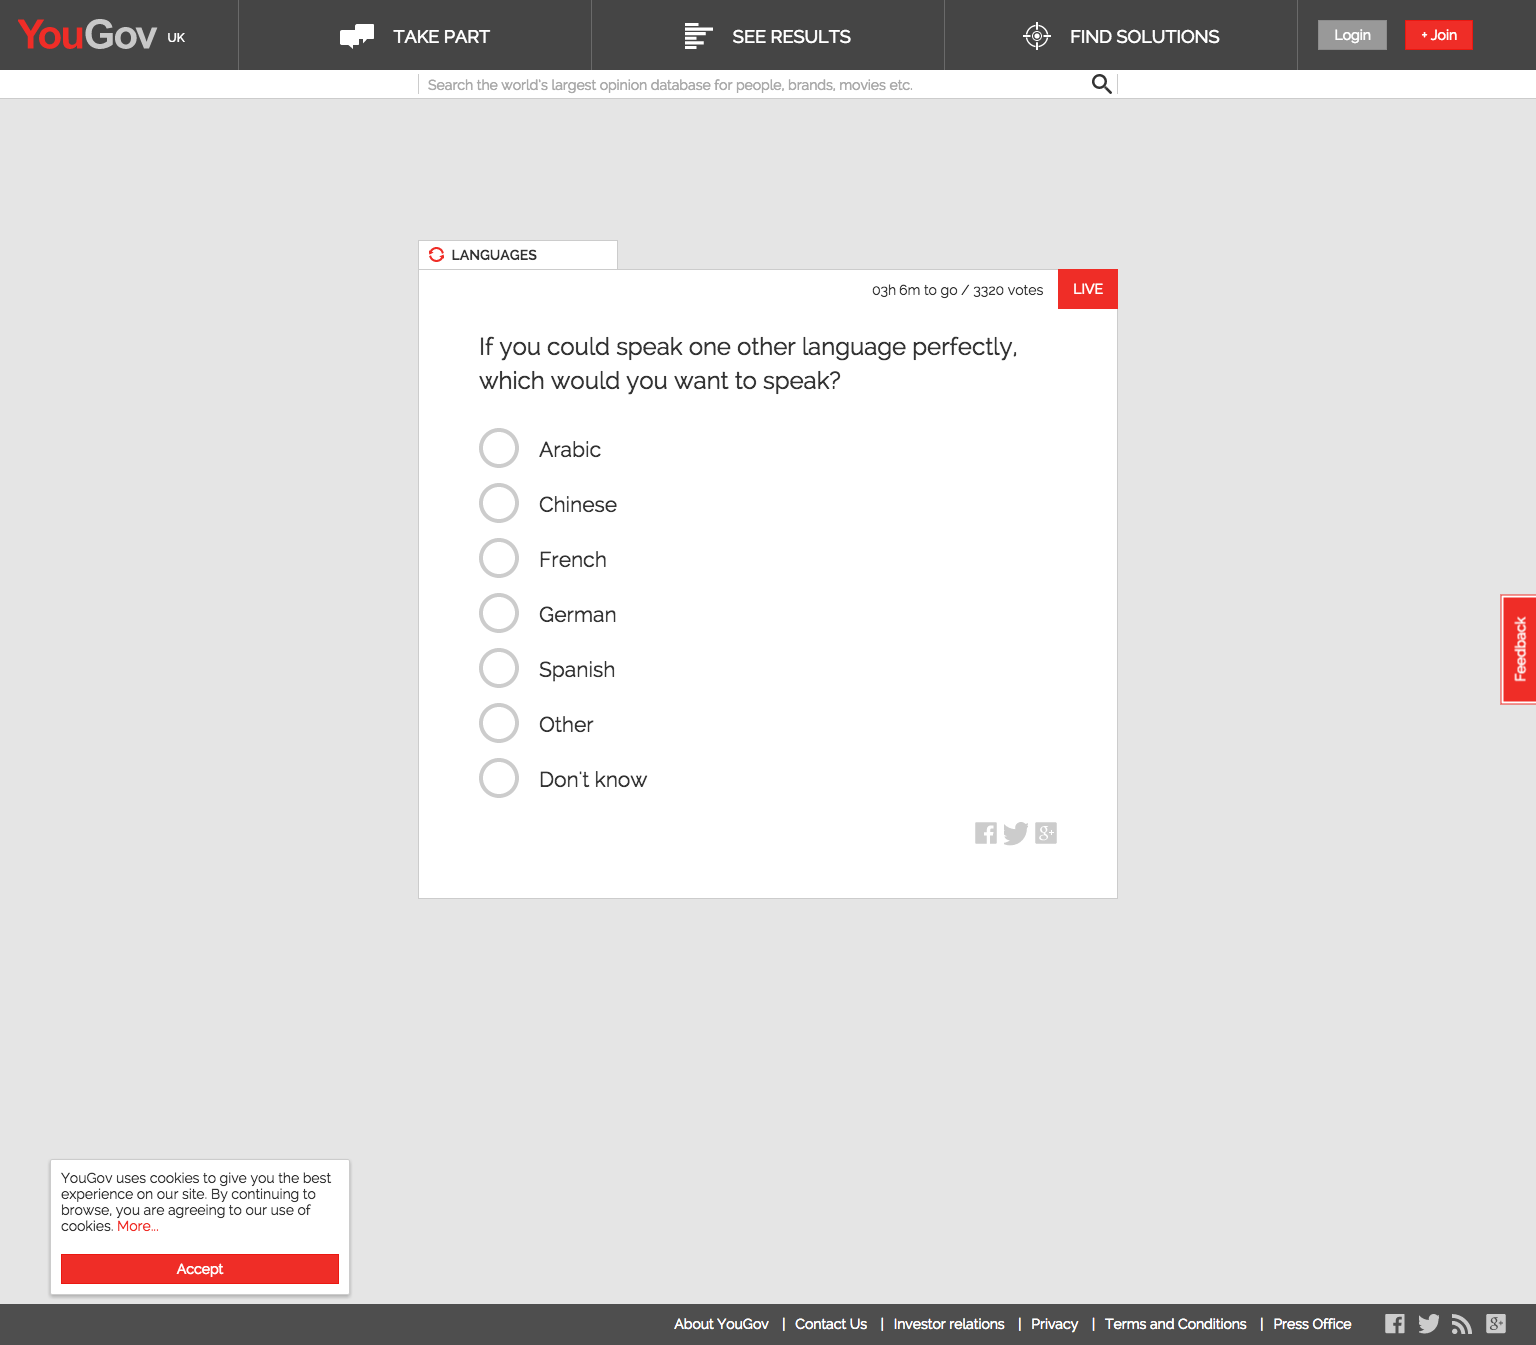 YouGov UK
TAKE PART
SEE RESULTS
FIND SOLUTIONS
Login
+ Join
Search the world's largest opinion database for people, brands, movies etc.
LANGUAGES
03h 6m to go / 3320 votes
LIVE
If you could speak one other language perfectly,
which would you want to speak?
Arabic
Chinese
French
German
Spanish
Other
Don't know
Feedback
YouGov uses cookies to give you the best
experience on our site. By continuing to
browse, you are agreeing to our use of
cookies. More...
Accept
About YouGov | Contact Us | Investor relations | Privacy | Terms and Conditions | Press Office